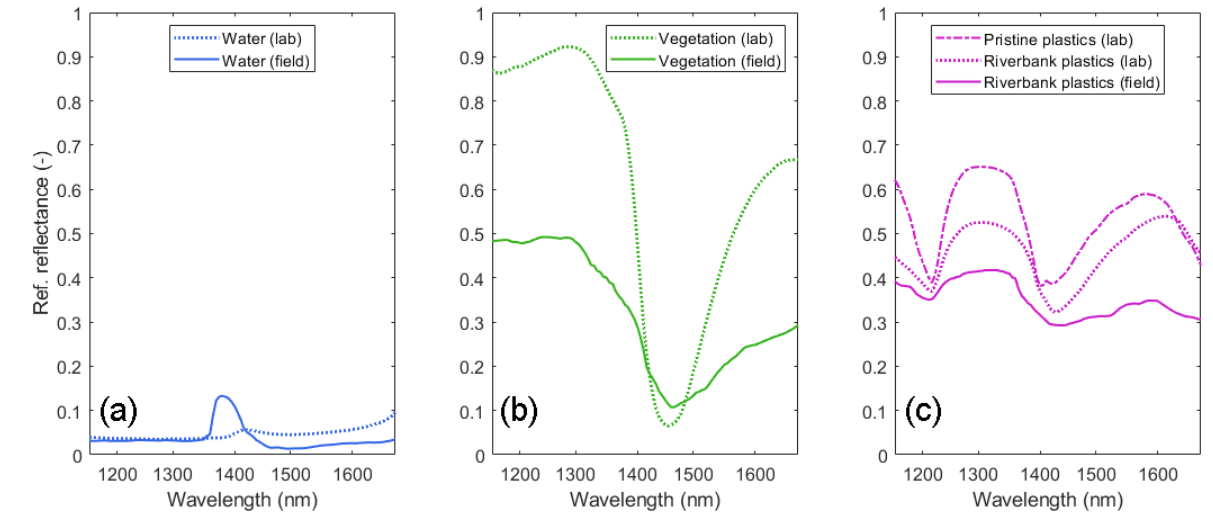 Ref. reflectance (-)
1
0.9
0.8
0.7
0.6
0.5
0.4
0.3
0.2
0.1
0
Water (lab)
Water (field)
(a)
1200 1300 1400 1500 1600
Wavelength (nm)
1
0.9
0.8
0.7
0.6
0.5
0.4
0.3
0.2
0.1
0
Vegetation (lab)
Vegetation (field)
(b)
1200 1300 1400 1500 1600
Wavelength (nm)
1
0.9
0.8
0.7
0.6
0.5
0.4
0.3
0.2
0.1
0
Pristine plastics (lab)
Riverbank plastics (lab)
Riverbank plastics (field)
(c)
1200 1300 1400 1500 1600
Wavelength (nm)